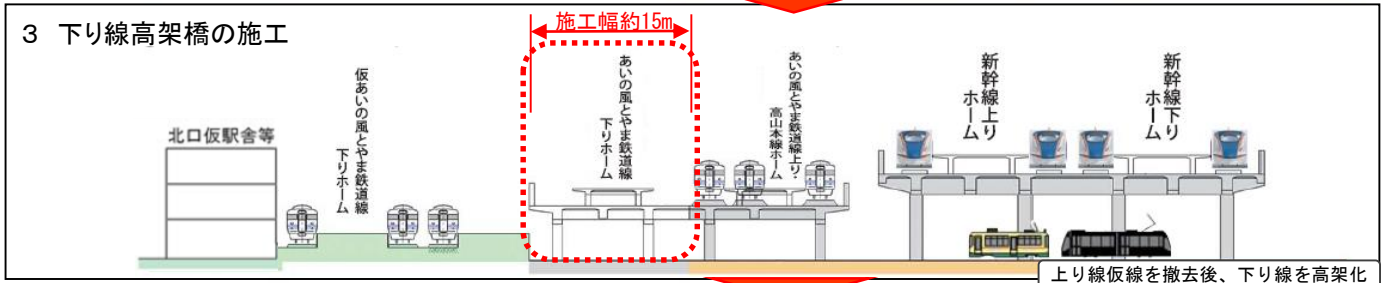 3 下り線高架橋の施工
施工幅約15m
北口仮駅舎等
仮あいの風とやま鉄道線
下りホーム
あいの風とやま鉄道線
下りホーム
あいの風とやま鉄道線上り・
高山本線ホーム
新幹線上り
ホーム
新幹線下り
ホーム
上り線仮線を撤去後、下り線を高架化